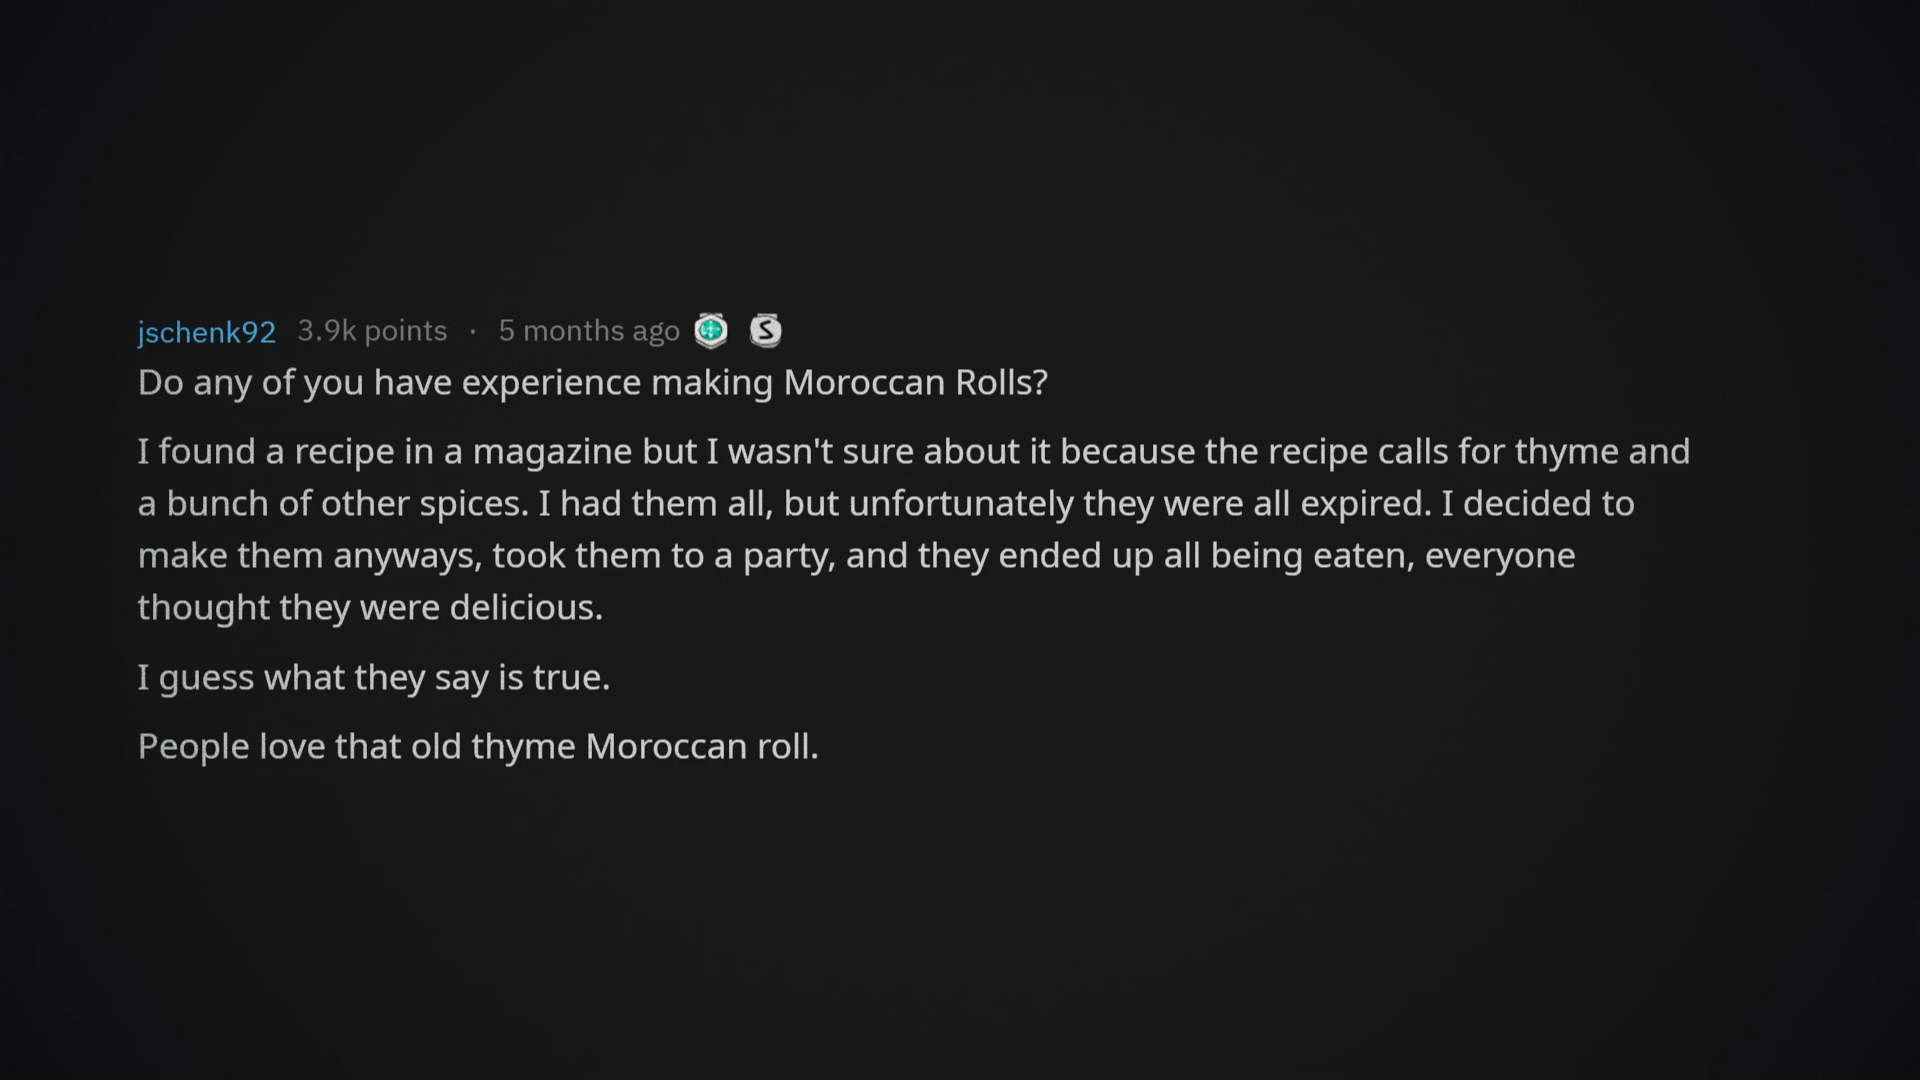 jschenk92 3.9k points · 5 months ago S
Do any of you have experience making Moroccan Rolls?
I found a recipe in a magazine but I wasn't sure about it because the recipe calls for thyme and
a bunch of other spices. I had them all, but unfortunately they were all expired. I decided to
make them anyways, took them to a party, and they ended up all being eaten, everyone
thought they were delicious.
I guess what they say is true.
People love that old thyme Moroccan roll.